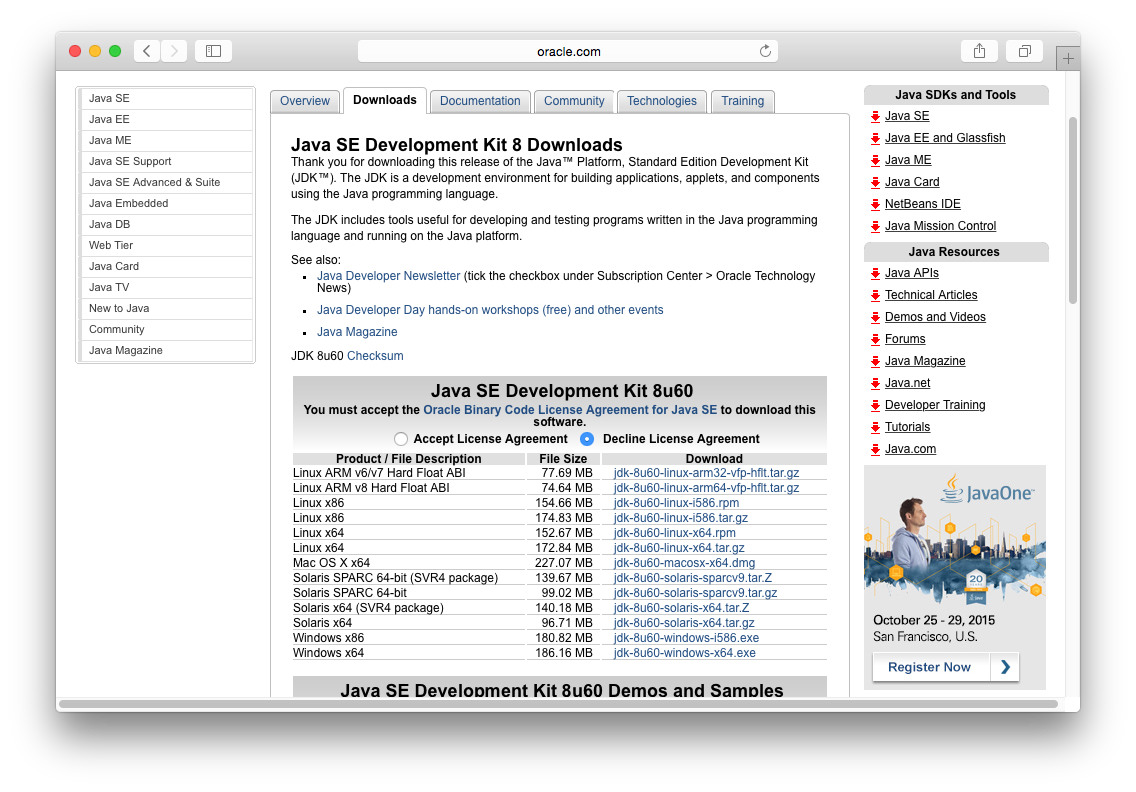 oracle.com
Java SE
Java EE
Java ME
Java SE Support
Java SE Advanced & Suite
Java Embedded
Java DB
Web Tier
Java Card
Java TV
New to Java
Community
Java Magazine
Overview
Downloads
Documentation
Community
Technologies
Training
Java SE Development Kit 8 Downloads
Thank you for downloading this release of the Java™ Platform, Standard Edition Development Kit
(JDK™). The JDK is a development environment for building applications, applets, and components
using the Java programming language.
The JDK includes tools useful for developing and testing programs written in the Java programming
language and running on the Java platform.
See also:
Java Developer Newsletter (tick the checkbox under Subscription Center > Oracle Technology
News)
Java Developer Day hands-on workshops (free) and other events
Java Magazine
JDK 8u60 Checksum
Java SE Development Kit 8u60
You must accept the Oracle Binary Code License Agreement for Java SE to download this
software.
Accept License Agreement Decline License Agreement
Product / File Description File Size Download
Linux ARM v6/v7 Hard Float ABI 77.69 MB jdk-8u60-linux-arm32-vfp-hflt.tar.gz
Linux ARM v8 Hard Float ABI 74.64 MB jdk-8u60-linux-arm64-vfp-hflt.tar.gz
Linux x86 154.66 MB jdk-8u60-linux-i586.rpm
Linux x86 174.83 MB jdk-8u60-linux-i586.tar.gz
Linux x64 152.67 MB jdk-8u60-linux-x64.rpm
Linux x64 172.84 MB jdk-8u60-linux-x64.tar.gz
Mac OS X x64 227.07 MB jdk-8u60-macosx-x64.dmg
Solaris SPARC 64-bit (SVR4 package) 139.67 MB jdk-8u60-solaris-sparcv9.tar.Z
Solaris SPARC 64-bit 99.02 MB jdk-8u60-solaris-sparcv9.tar.gz
Solaris x64 (SVR4 package) 140.18 MB jdk-8u60-solaris-x64.tar.Z
Solaris x64 96.71 MB jdk-8u60-solaris-x64.tar.gz
Windows x86 180.82 MB jdk-8u60-windows-i586.exe
Windows x64 186.16 MB jdk-8u60-windows-x64.exe
Java SE Development Kit 8u60 Demos and Samples
Java SDKs and Tools
Java SE
Java EE and Glassfish
Java ME
Java Card
NetBeans IDE
Java Mission Control
Java Resources
Java APIs
Technical Articles
Demos and Videos
Forums
Java Magazine
Java.net
Developer Training
Tutorials
Java.com
JavaOne™
20
October 25 - 29, 2015
San Francisco, U.S.
Register Now